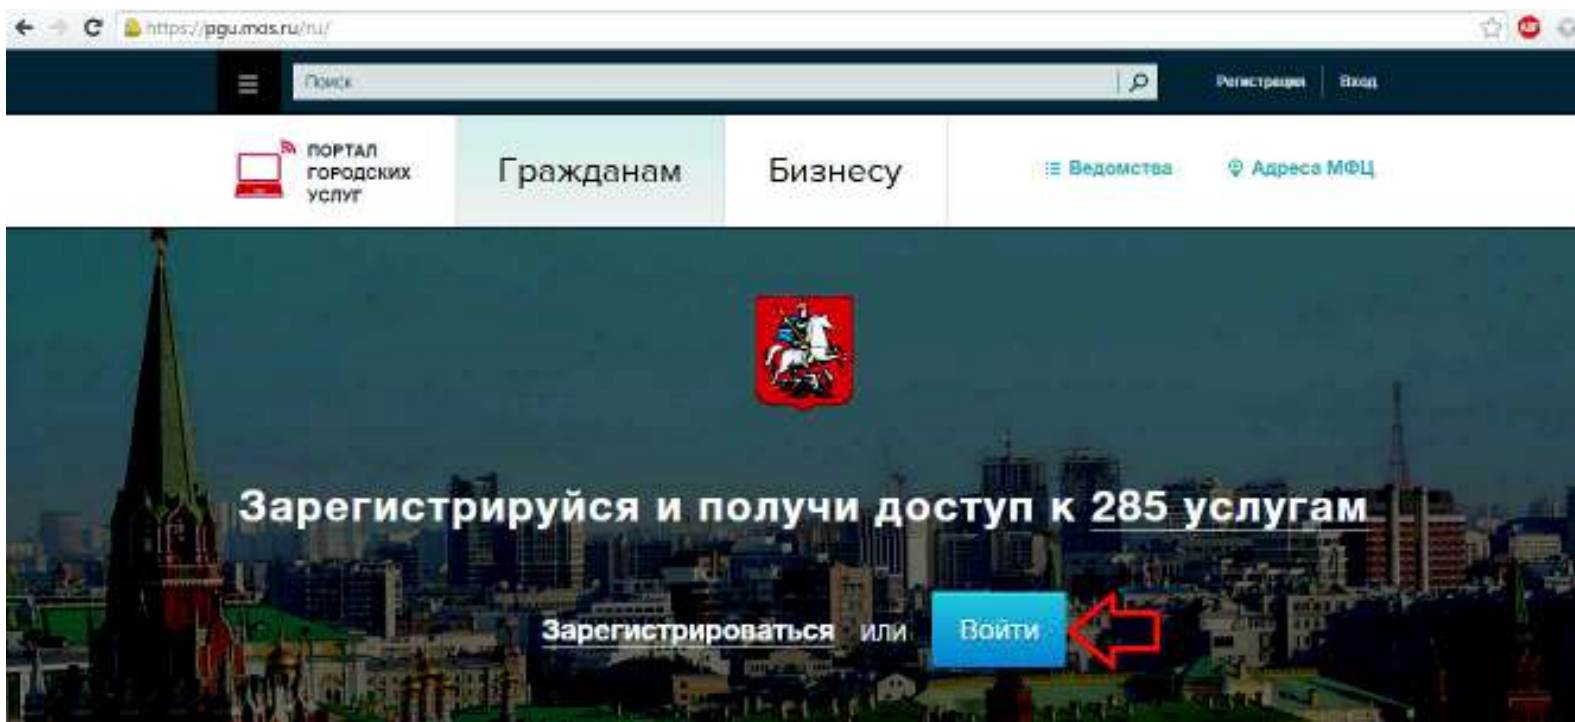 https://pgu.mos.ru/ru/
Поиск
Регистрация
Вход
ПОРТАЛ
ГОРОДСКИХ
УСЛУГ
Гражданам
Бизнесу
Ведомства
Адреса МФЦ
Зарегистрируйся и получи доступ к 285 услугам
Зарегистрироваться или Войти